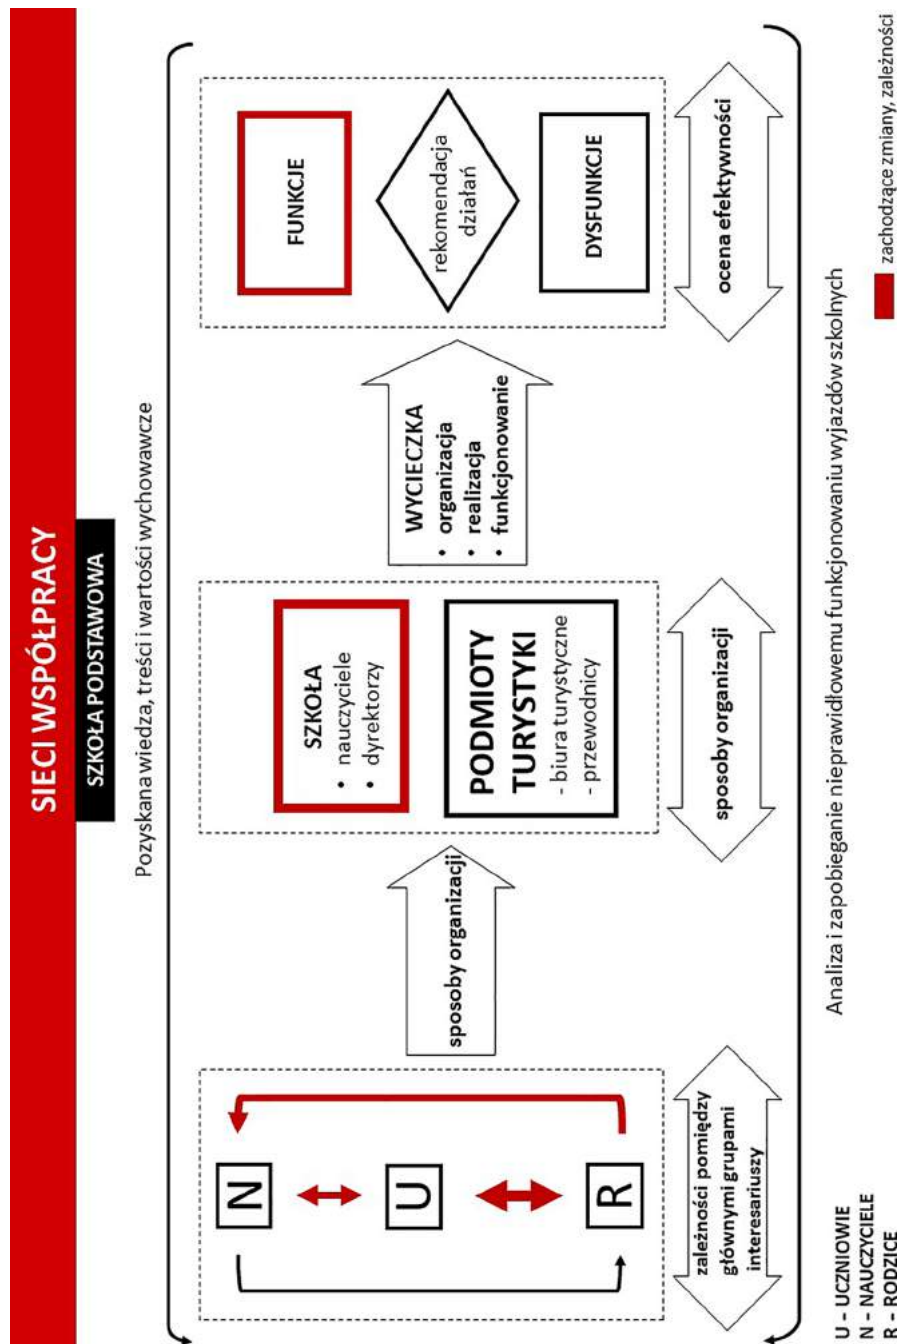 SIECI WSPÓŁPRACY
SZKOŁA PODSTAWOWA
Pozyskana wiedza, treści i wartości wychowawcze
N
U
R
zależności pomiędzy
głównymi grupami
interesariuszy
sposoby organizacji
SZKOŁA
• nauczyciele
• dyrektorzy
PODMIOTY
TURYSTYKI
- biura turystyczne
- przewodnicy
sposoby organizacji
WYCIECZKA
• organizacja
• realizacja
• funkcjonowanie
FUNKCJE
rekomendacja
działań
DYSFUNKCJE
ocena efektywności
Analiza i zapobieganie nieprawidłowemu funkcjonowaniu wyjazdów szkolnych
U – UCZNIOWIE
N – NAUCZYCIELE
R – RODZICE
zachodzące zmiany, zależności